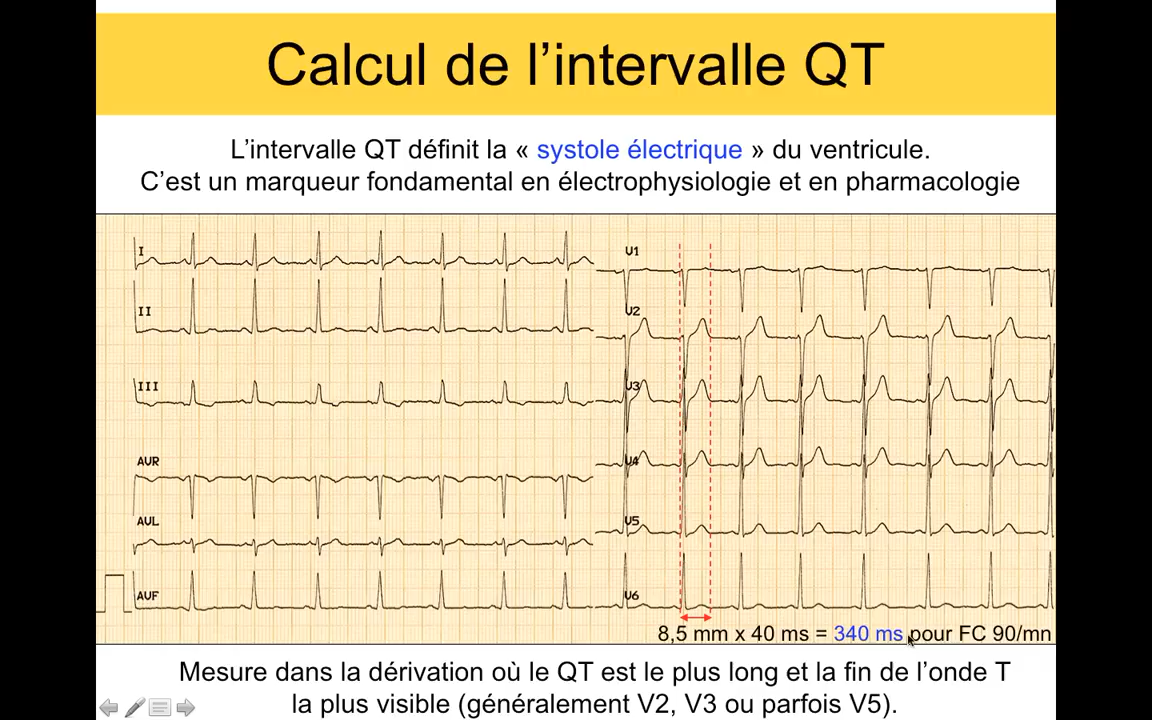 Calcul de l’intervalle QT
L’intervalle QT définit la « systole électrique » du ventricule.
C’est un marqueur fondamental en électrophysiologie et en pharmacologie
I
V1
II
V2
III
V3
AVR
V4
AVL
V5
AVF
V6
8,5 mm x 40 ms = 340 ms pour FC 90/mn
Mesure dans la dérivation où le QT est le plus long et la fin de l’onde T
la plus visible (généralement V2, V3 ou parfois V5).